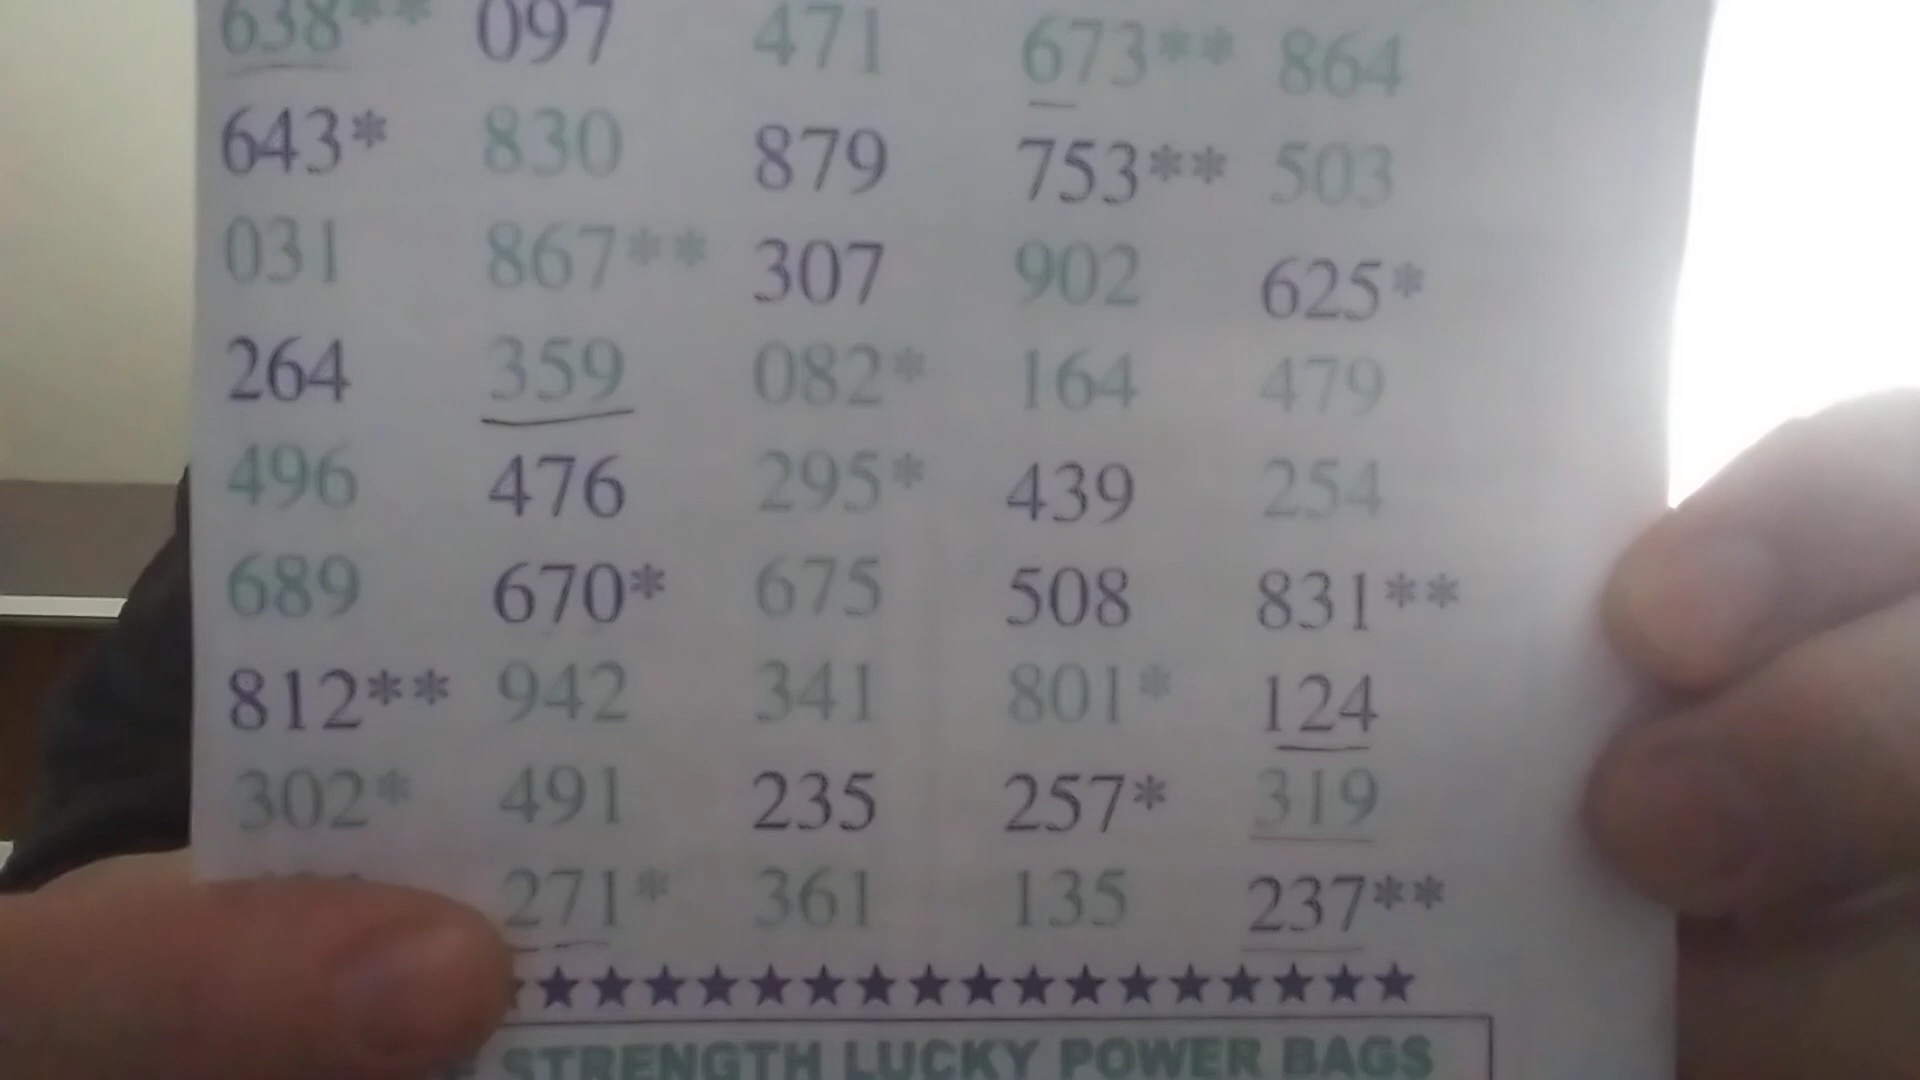 638** 097 471 673** 864
643* 830 879 753** 503
031 867** 307 902 625*
264 359 082* 164 479
496 476 295* 439 254
689 670* 675 508 831**
812** 942 341 801* 124
302* 491 235 257* 319
271* 361 135 237**
★★★★★★★★★★★★★★★★★
STRENGTH LUCKY POWER BAGS